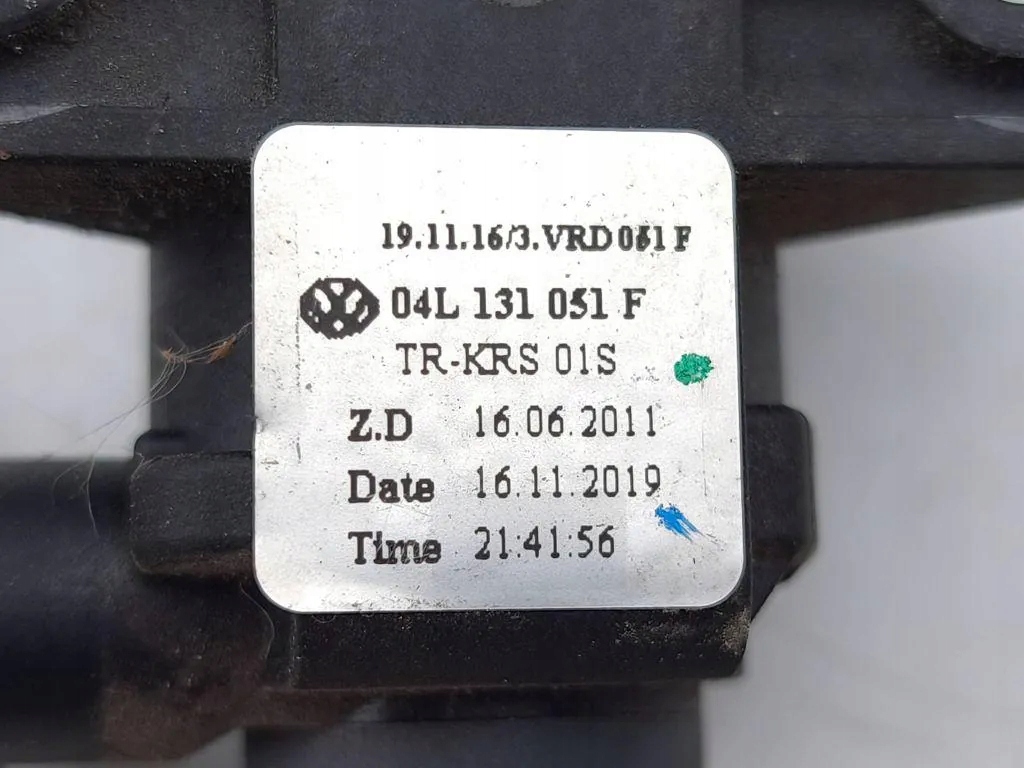 19.11.16/3.VRD 051 F
04L 131 051 F
TR-KRS 01S
Z.D 16.06.2011
Date 16.11.2019
Time 21:41:56